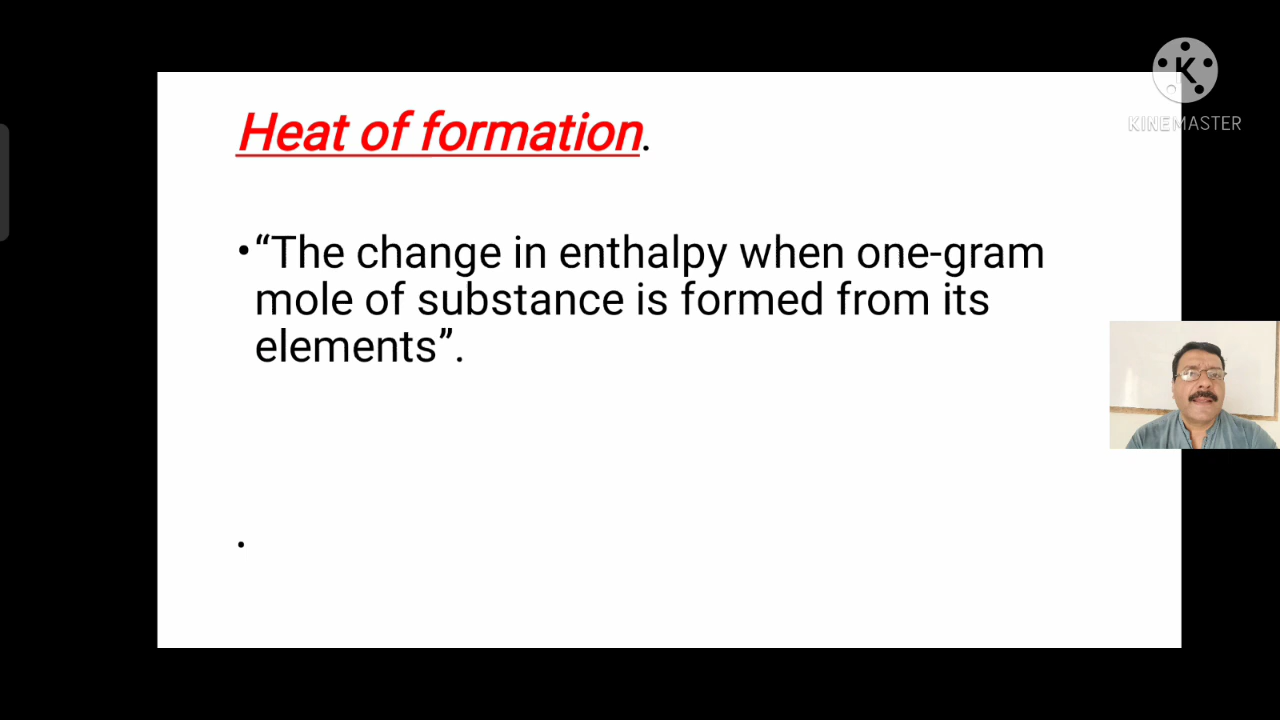 Heat of formation.
KINEMASTER
•“The change in enthalpy when one-gram
mole of substance is formed from its
elements”.
.